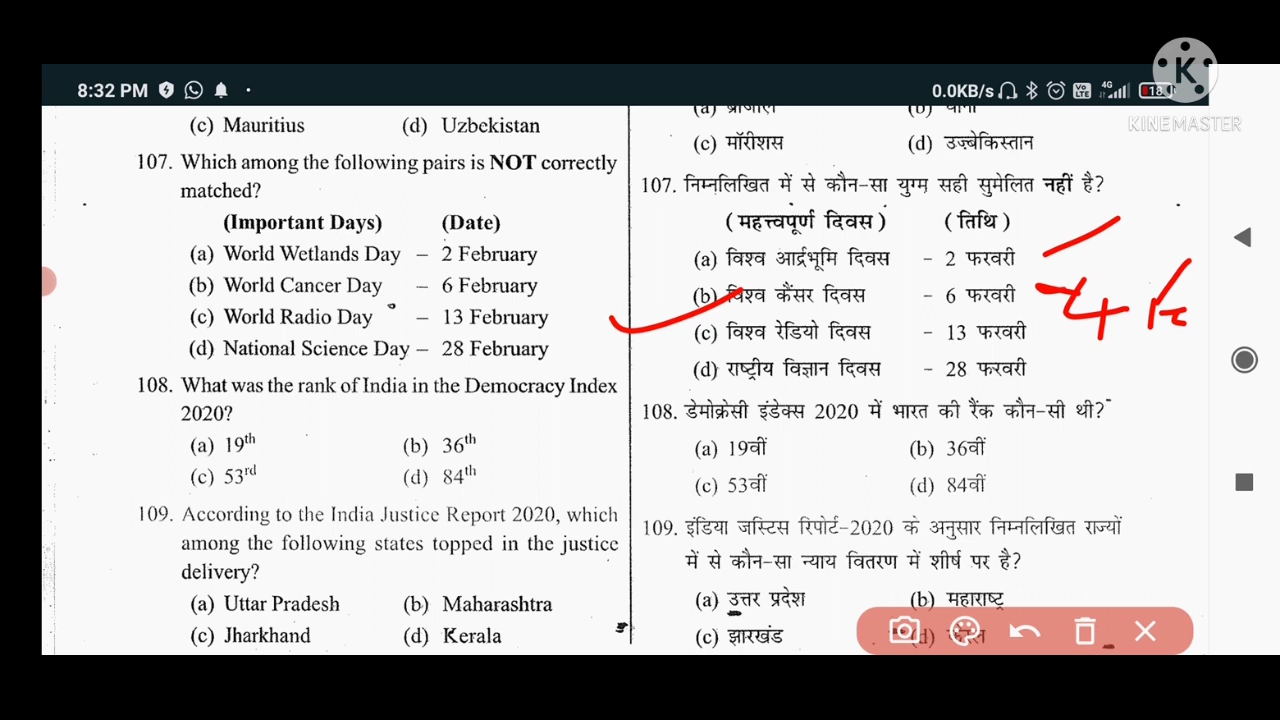 8:32 PM
0.0KB/s
4G
18
KINEMASTER
(c) Mauritius (d) Uzbekistan
107. Which among the following pairs is NOT correctly
matched?
(Important Days) (Date)
(a) World Wetlands Day – 2 February
(b) World Cancer Day – 6 February
(c) World Radio Day – 13 February
(d) National Science Day – 28 February
108. What was the rank of India in the Democracy Index
2020?
(a) 19th (b) 36th
(c) 53rd (d) 84th
109. According to the India Justice Report 2020, which
among the following states topped in the justice
delivery?
(a) Uttar Pradesh (b) Maharashtra
(c) Jharkhand (d) Kerala
(c) मॉरीशस (d) उज्बेकिस्तान
107. निम्नलिखित में से कौन-सा युग्म सही सुमेलित नहीं है?
(महत्त्वपूर्ण दिवस) (तिथि)
(a) विश्व आर्द्रभूमि दिवस - 2 फरवरी
(b) विश्व कैंसर दिवस - 6 फरवरी
(c) विश्व रेडियो दिवस - 13 फरवरी
(d) राष्ट्रीय विज्ञान दिवस - 28 फरवरी
4
108. डेमोक्रेसी इंडेक्स 2020 में भारत की रैंक कौन-सी थी?
(a) 19वीं (b) 36वीं
(c) 53वीं (d) 84वीं
109. इंडिया जस्टिस रिपोर्ट-2020 के अनुसार निम्नलिखित राज्यों
में से कौन-सा न्याय वितरण में शीर्ष पर है?
(a) उत्तर प्रदेश (b) महाराष्ट्र
(c) झारखंड (d)